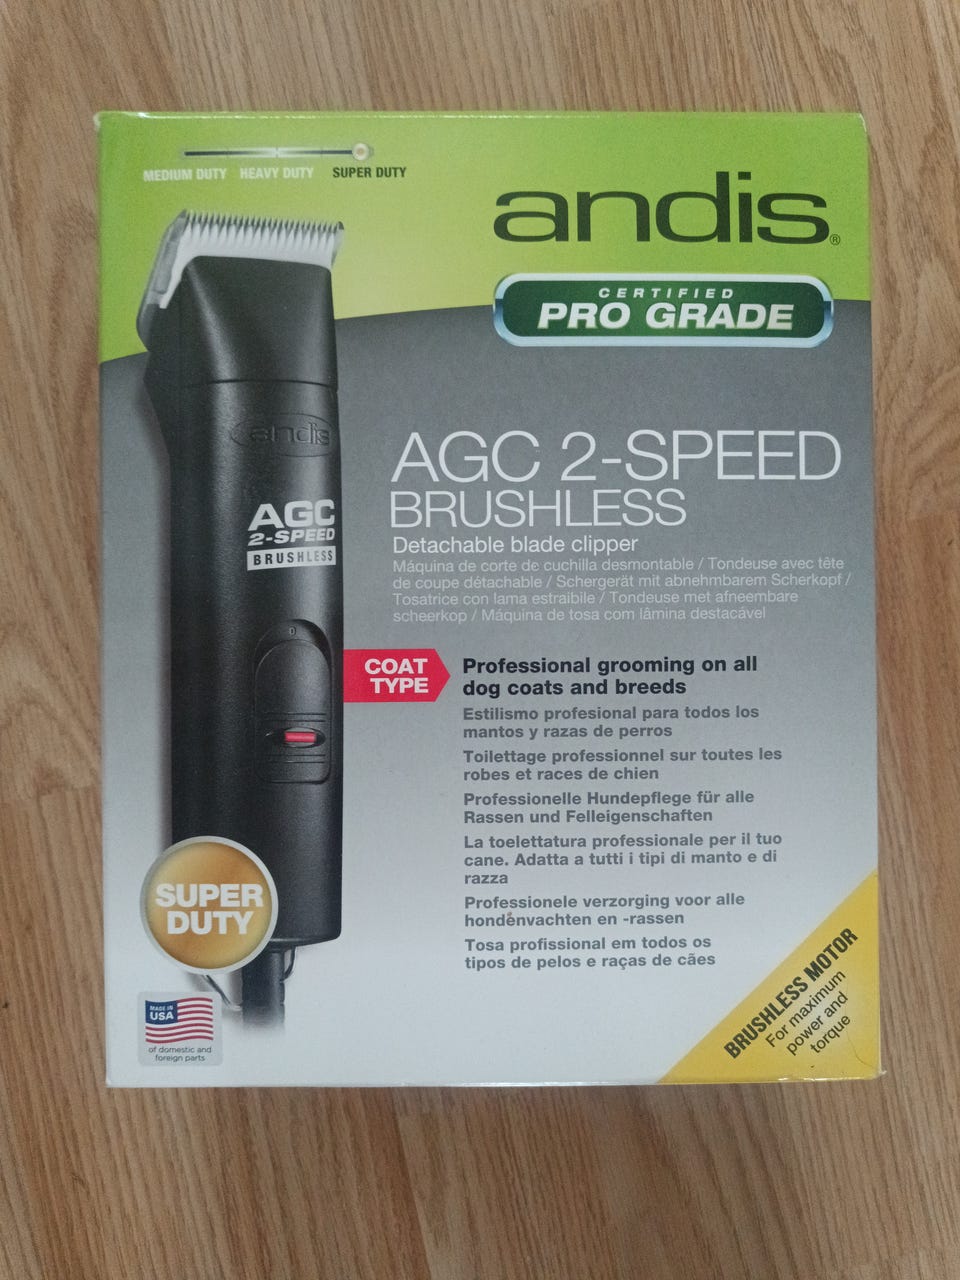 MEDIUM DUTY HEAVY DUTY SUPER DUTY
andis®
CERTIFIED
PRO GRADE
andis
AGC
2-SPEED
BRUSHLESS
0
AGC 2-SPEED
BRUSHLESS
Detachable blade clipper
Máquina de corte de cuchilla desmontable / Tondeuse avec tête
de coupe détachable / Schergerät mit abnehmbarem Scherkopf /
Tosatrice con lama estraibile / Tondeuse met afneembare
scheerkop / Máquina de tosa com lâmina destacável
COAT
TYPE
Professional grooming on all
dog coats and breeds
Estilismo profesional para todos los
mantos y razas de perros
Toilettage professionnel sur toutes les
robes et races de chien
Professionelle Hundepflege für alle
Rassen und Felleigenschaften
La toelettatura professionale per il tuo
cane. Adatta a tutti i tipi di manto e di
razza
Professionele verzorging voor alle
hondenvachten en -rassen
Tosa profissional em todos os
tipos de pelos e raças de cães
SUPER
DUTY
MADE IN
USA
of domestic and
foreign parts
BRUSHLESS MOTOR
For maximum
power and
torque